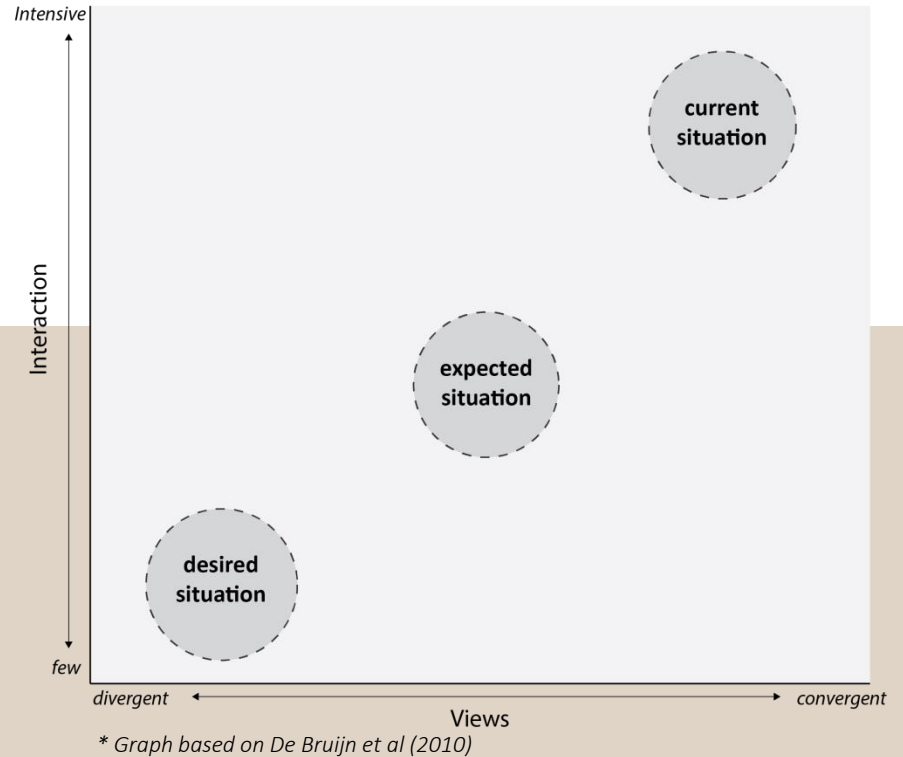 Intensive
current
situation
Interaction
expected
situation
desired
situation
few
divergent
convergent
Views
* Graph based on De Bruijn et al (2010)